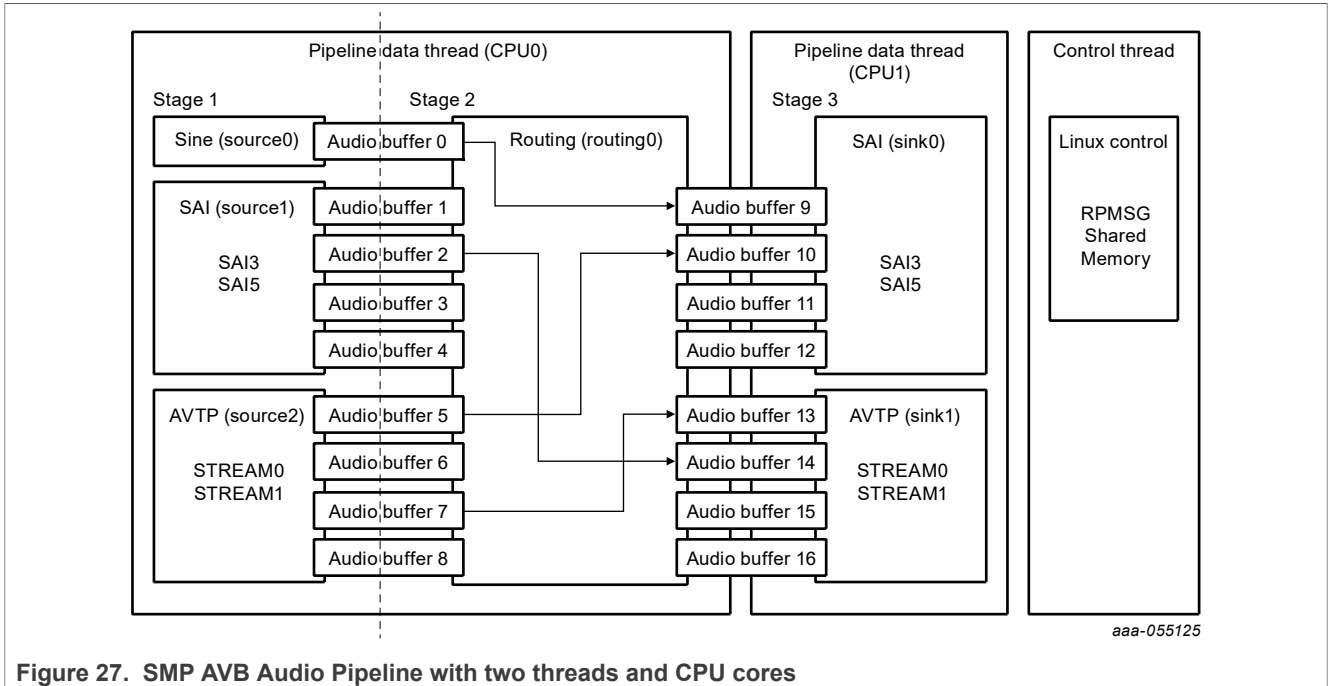 Pipeline data thread (CPU0)
Pipeline data thread
(CPU1)
Control thread
Stage 1
Stage 2
Stage 3
Sine (source0)
Audio buffer 0
Routing (routing0)
SAI (sink0)
Linux control
SAI (source1)
Audio buffer 1
Audio buffer 9
RPMSG
Shared
Memory
Audio buffer 2
Audio buffer 10
SAI3
SAI5
SAI3
SAI5
Audio buffer 3
Audio buffer 11
Audio buffer 4
Audio buffer 12
AVTP (source2)
Audio buffer 5
Audio buffer 13
AVTP (sink1)
STREAM0
STREAM1
Audio buffer 6
Audio buffer 14
STREAM0
STREAM1
Audio buffer 7
Audio buffer 15
Audio buffer 8
Audio buffer 16
aaa-055125
Figure 27. SMP AVB Audio Pipeline with two threads and CPU cores